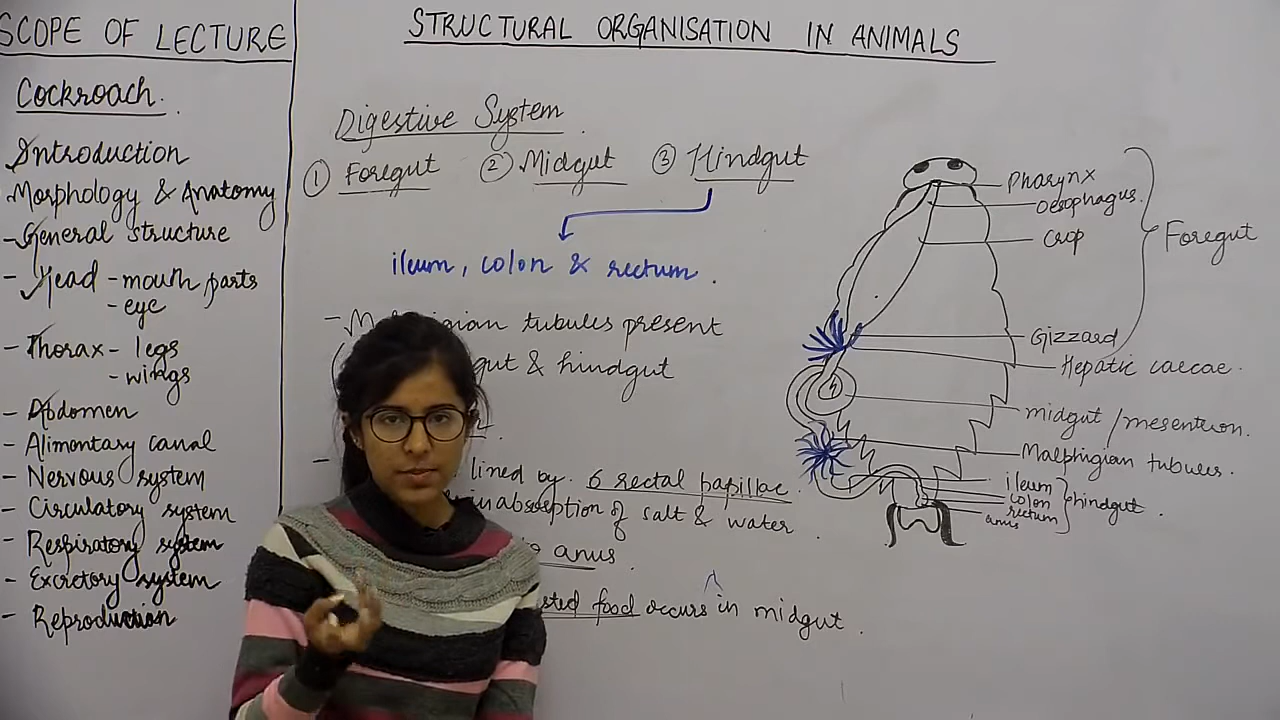 SCOPE OF LECTURE
Cockroach.
Introduction
Morphology & Anatomy
- General structure
- Head - mouth parts
- eye
- Thorax - legs
- wings
- Abdomen
- Alimentary canal
- Nervous system
- Circulatory system
- Respiratory system
- Excretory system
- Reproduction
STRUCTURAL ORGANISATION IN ANIMALS
Digestive System
① Foregut ② Midgut ③ Hindgut
ileum, colon & rectum.
tubules present
& hindgut
lined by 6 rectal papillae.
in absorption of salt & water
anus.
food occurs in midgut.
Pharynx
Oesophagus.
Crop
Foregut
Gizzard
Hepatic caecae.
midgut/mesenteron.
Malphigian tubules.
ileum
colon
rectum
anus
hindgut.